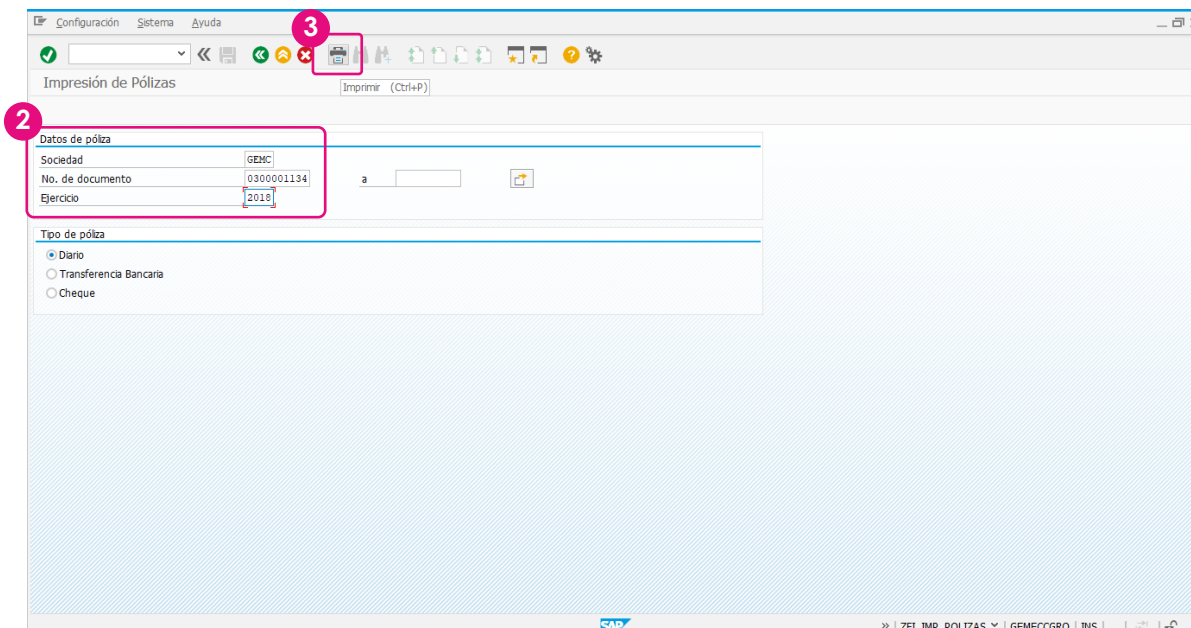 Configuración Sistema Ayuda
3
Impresión de Pólizas
Imprimir (Ctrl+P)
2
Datos de póliza
Sociedad GEMC
No. de documento 0300001134 a
Ejercicio 2018
Tipo de póliza
Diario
Transferencia Bancaria
Cheque
SAP
» | ZFI_IMP_POLIZAS | GEMECCGRO | INS